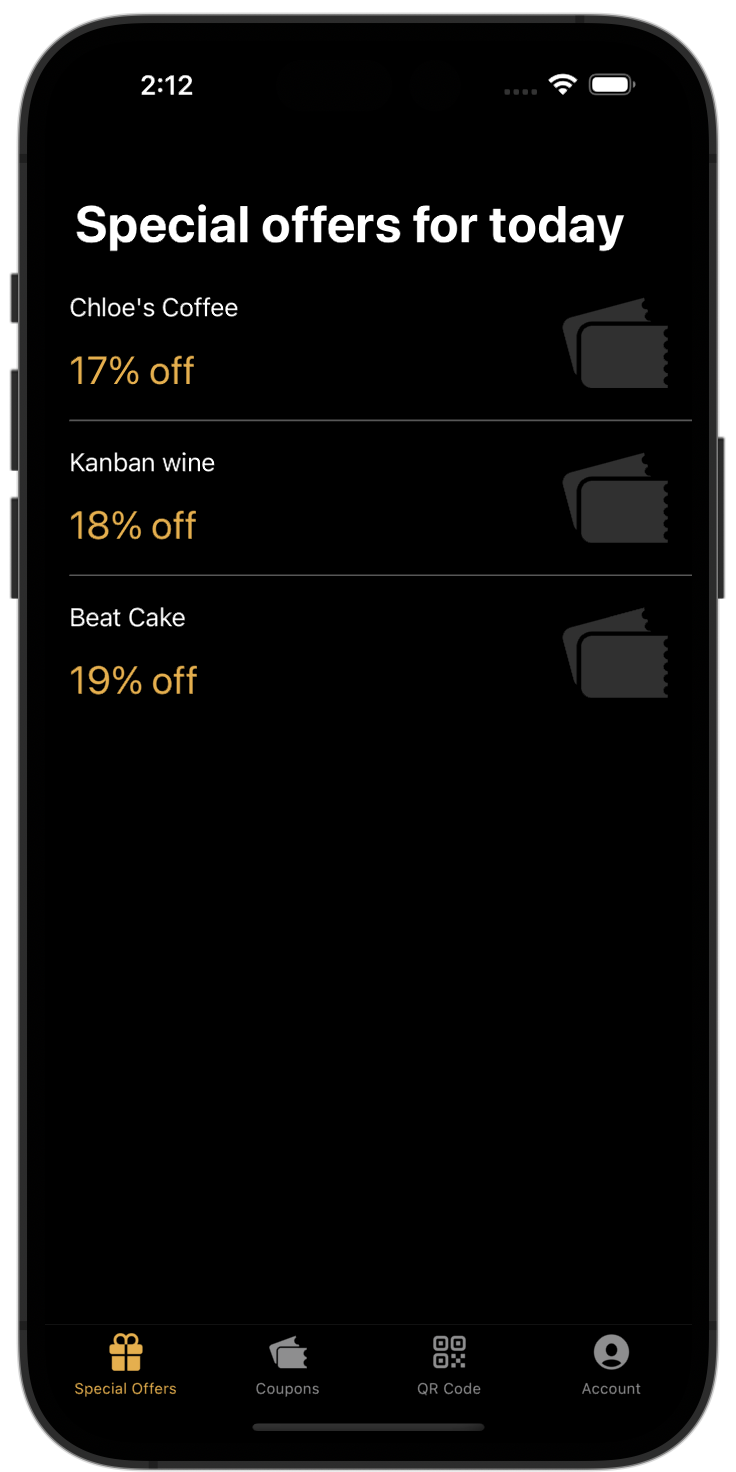 2:12
Special offers for today
Chloe's Coffee
17% off
Kanban wine
18% off
Beat Cake
19% off
Special Offers
Coupons
QR Code
Account